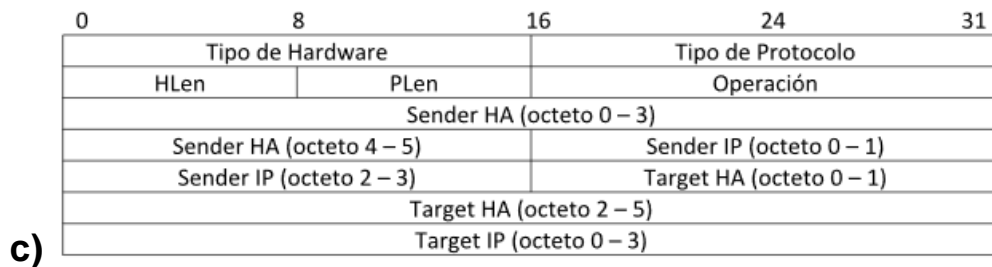 0 8 16 24 31
Tipo de Hardware Tipo de Protocolo
HLen PLen Operación
Sender HA (octeto 0 – 3)
Sender HA (octeto 4 – 5) Sender IP (octeto 0 – 1)
Sender IP (octeto 2 – 3) Target HA (octeto 0 – 1)
Target HA (octeto 2 – 5)
c) Target IP (octeto 0 – 3)